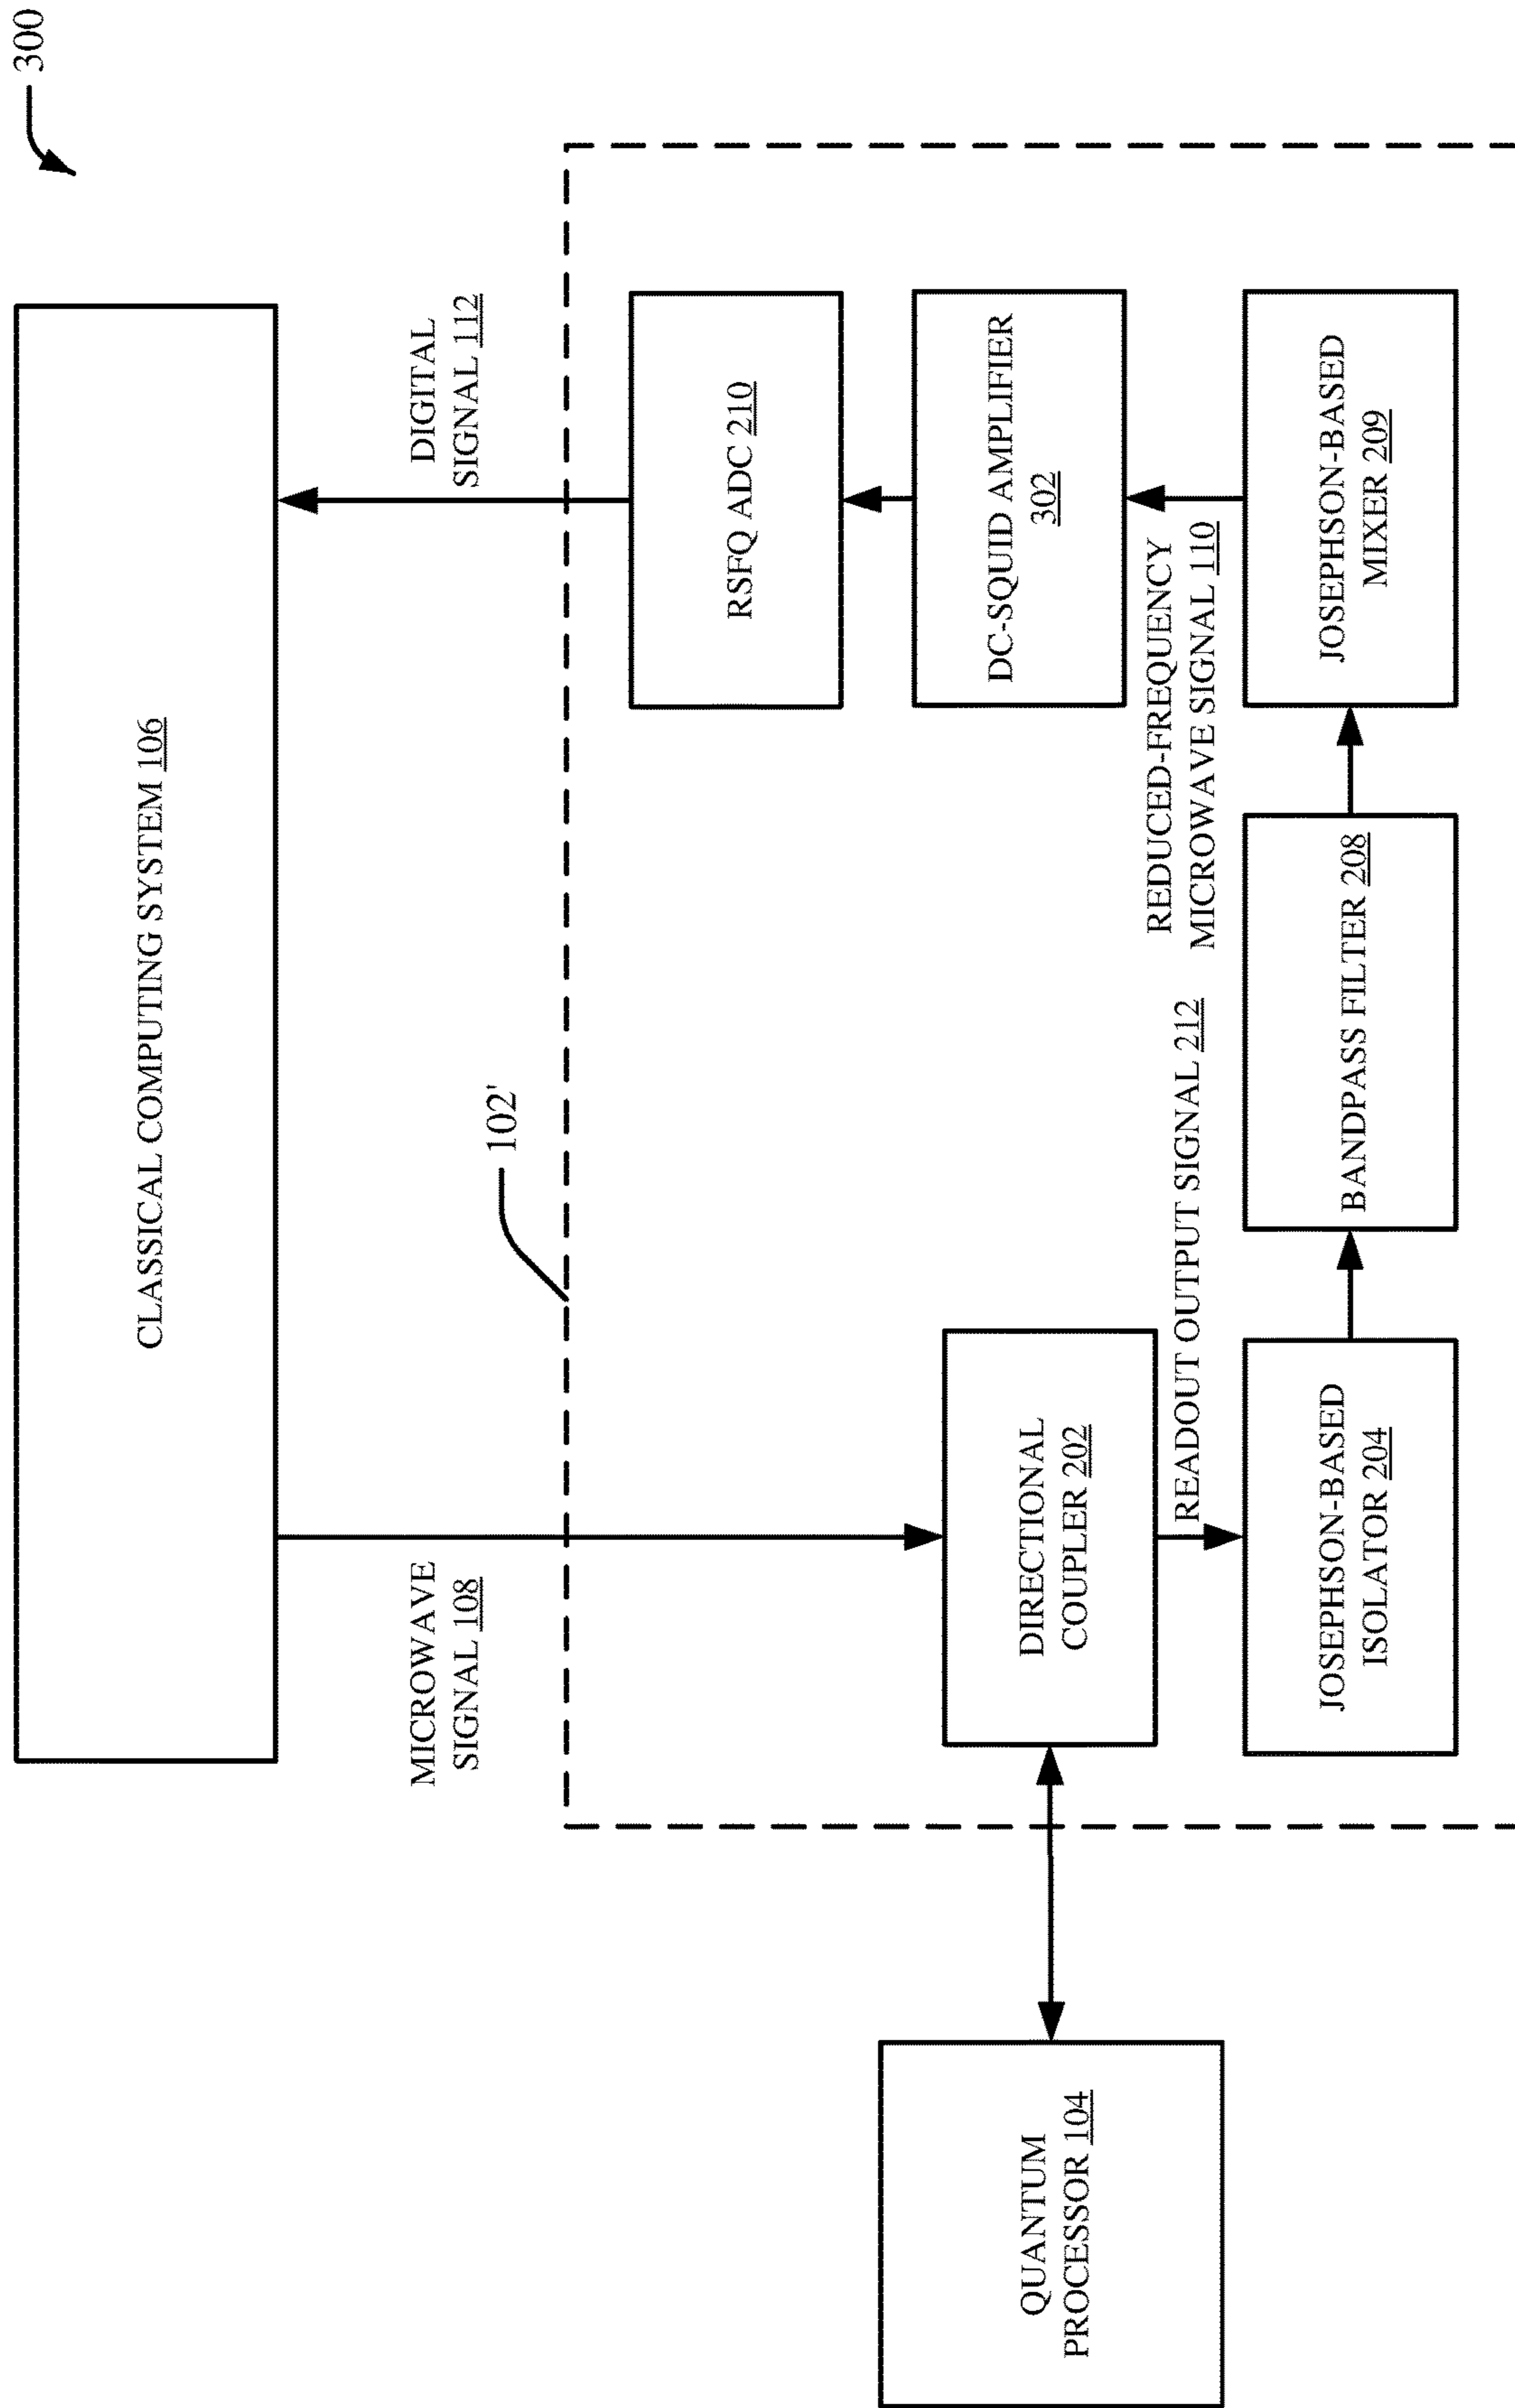 300
CLASSICAL COMPUTING SYSTEM 106
MICROWAVE
SIGNAL 108
DIGITAL
SIGNAL 112
102'
QUANTUM
PROCESSOR 104
DIRECTIONAL
COUPLER 202
RSFQ ADC 210
DC-SQUID AMPLIFIER
302
READOUT OUTPUT SIGNAL 212
REDUCED-FREQUENCY
MICROWAVE SIGNAL 110
JOSEPHSON-BASED
ISOLATOR 204
BANDPASS FILTER 208
JOSEPHSON-BASED
MIXER 209